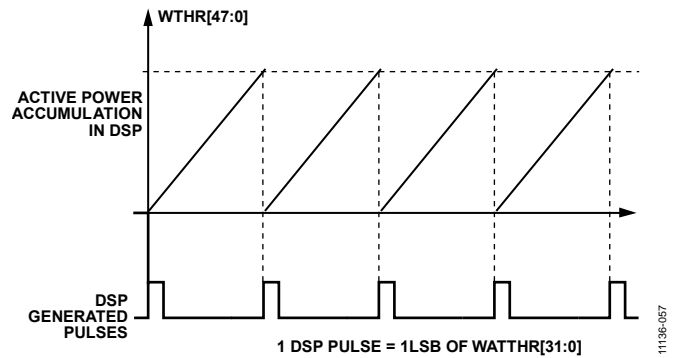 WTHR[47:0]
ACTIVE POWER
ACCUMULATION
IN DSP
DSP
GENERATED
PULSES
1 DSP PULSE = 1LSB OF WATTHR[31:0]
11136-057